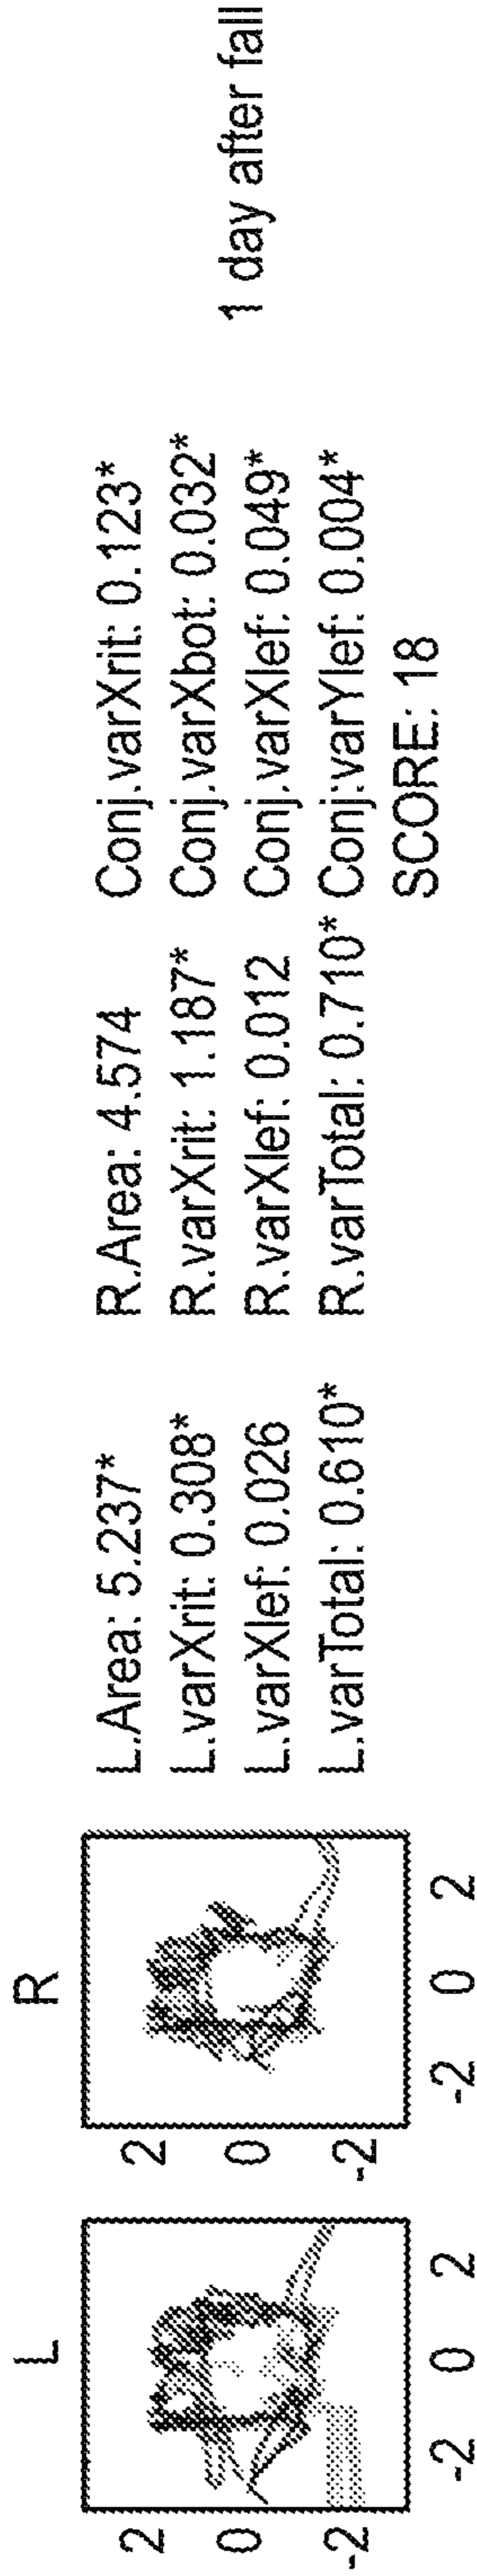 L
2
0
-2
-2 0 2
R
2
0
-2
-2 0 2
L.Area: 5.237*
L.varXrit: 0.308*
L.varXlef: 0.026
L.varTotal: 0.610*
R.Area: 4.574
R.varXrit: 1.187*
R.varXlef: 0.012
R.varTotal: 0.710*
Conj.varXrit: 0.123*
Conj.varXbot: 0.032*
Conj.varXlef: 0.049*
Conj.varYlef: 0.004*
SCORE: 18
1 day after fall